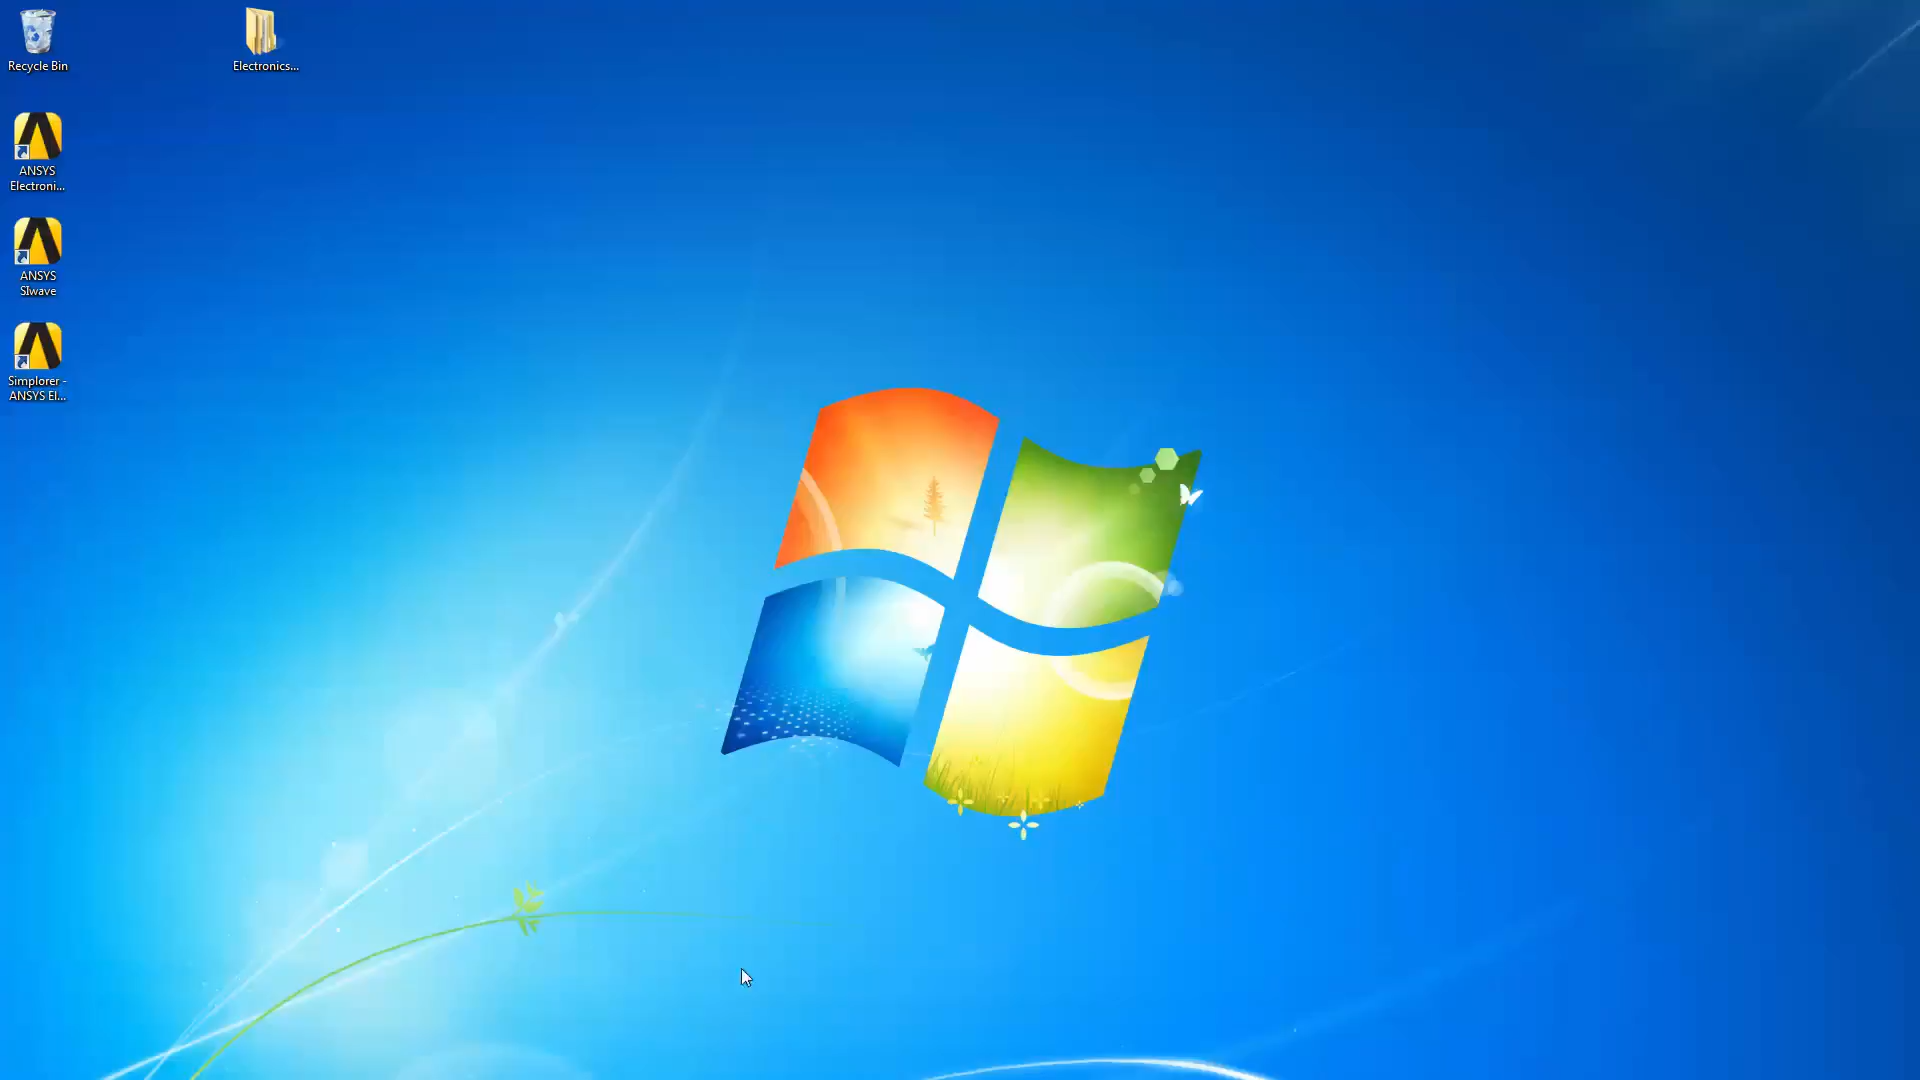 Recycle Bin
Electronics...
ANSYS
Electroni...
ANSYS
SIwave
Simplorer -
ANSYS El...